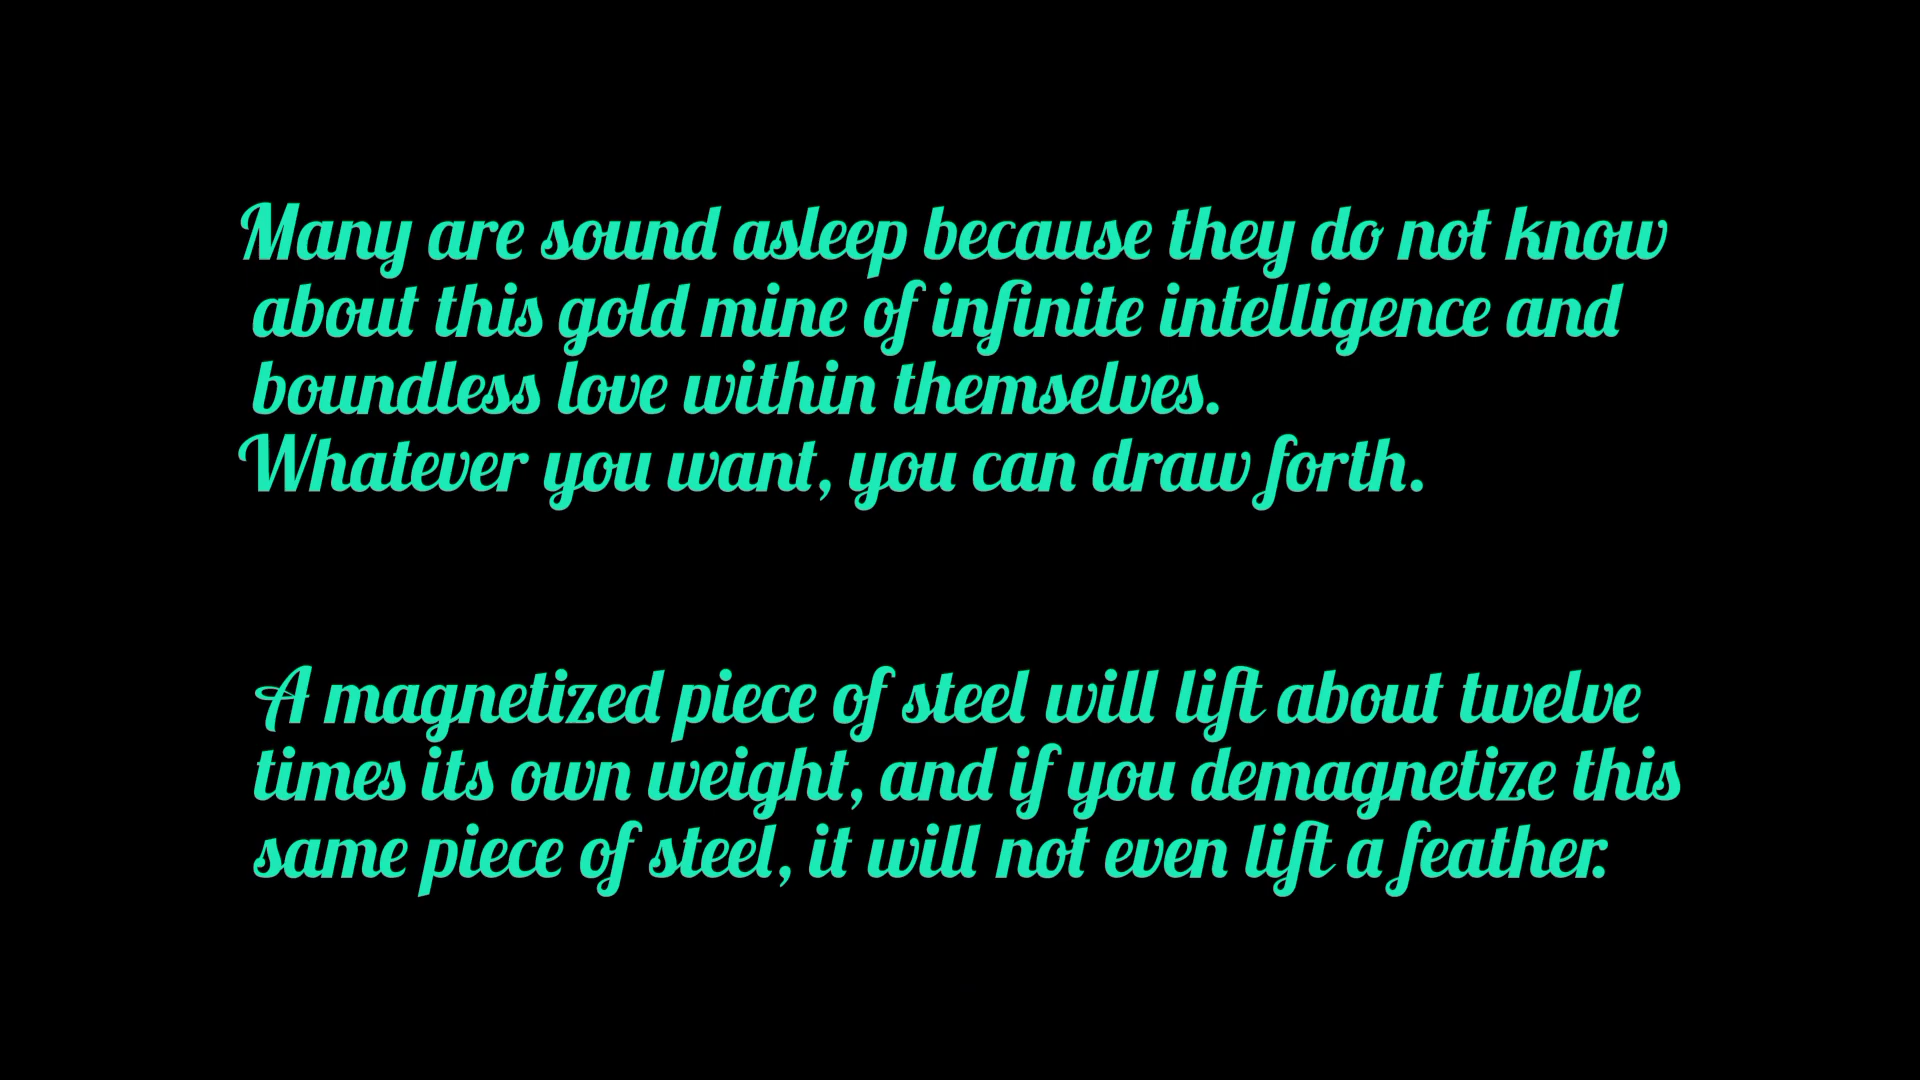 Many are sound asleep because they do not know
about this gold mine of infinite intelligence and
boundless love within themselves.
Whatever you want, you can draw forth.
A magnetized piece of steel will lift about twelve
times its own weight, and if you demagnetize this
same piece of steel, it will not even lift a feather.